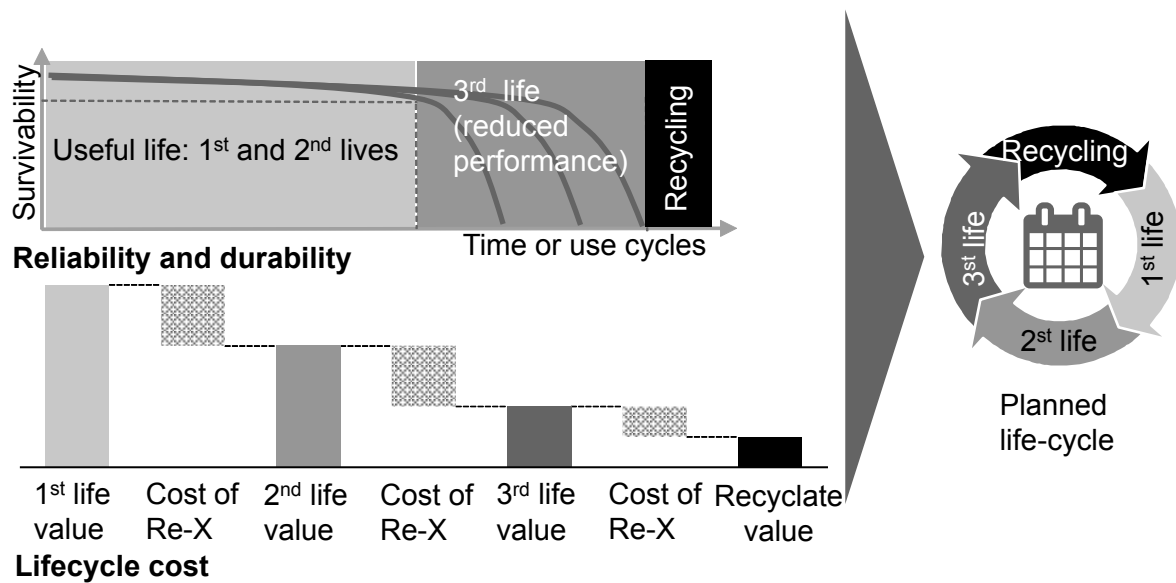 Survivability
Useful life: 1st and 2nd lives
3rd life
(reduced
performance)
Recycling
Time or use cycles
Reliability and durability
1st life
value
Cost of
Re-X
2nd life
value
Cost of
Re-X
3rd life
value
Cost of
Re-X
Recyclate
value
Lifecycle cost
Recycling
1st life
2st life
3st life
Planned
life-cycle